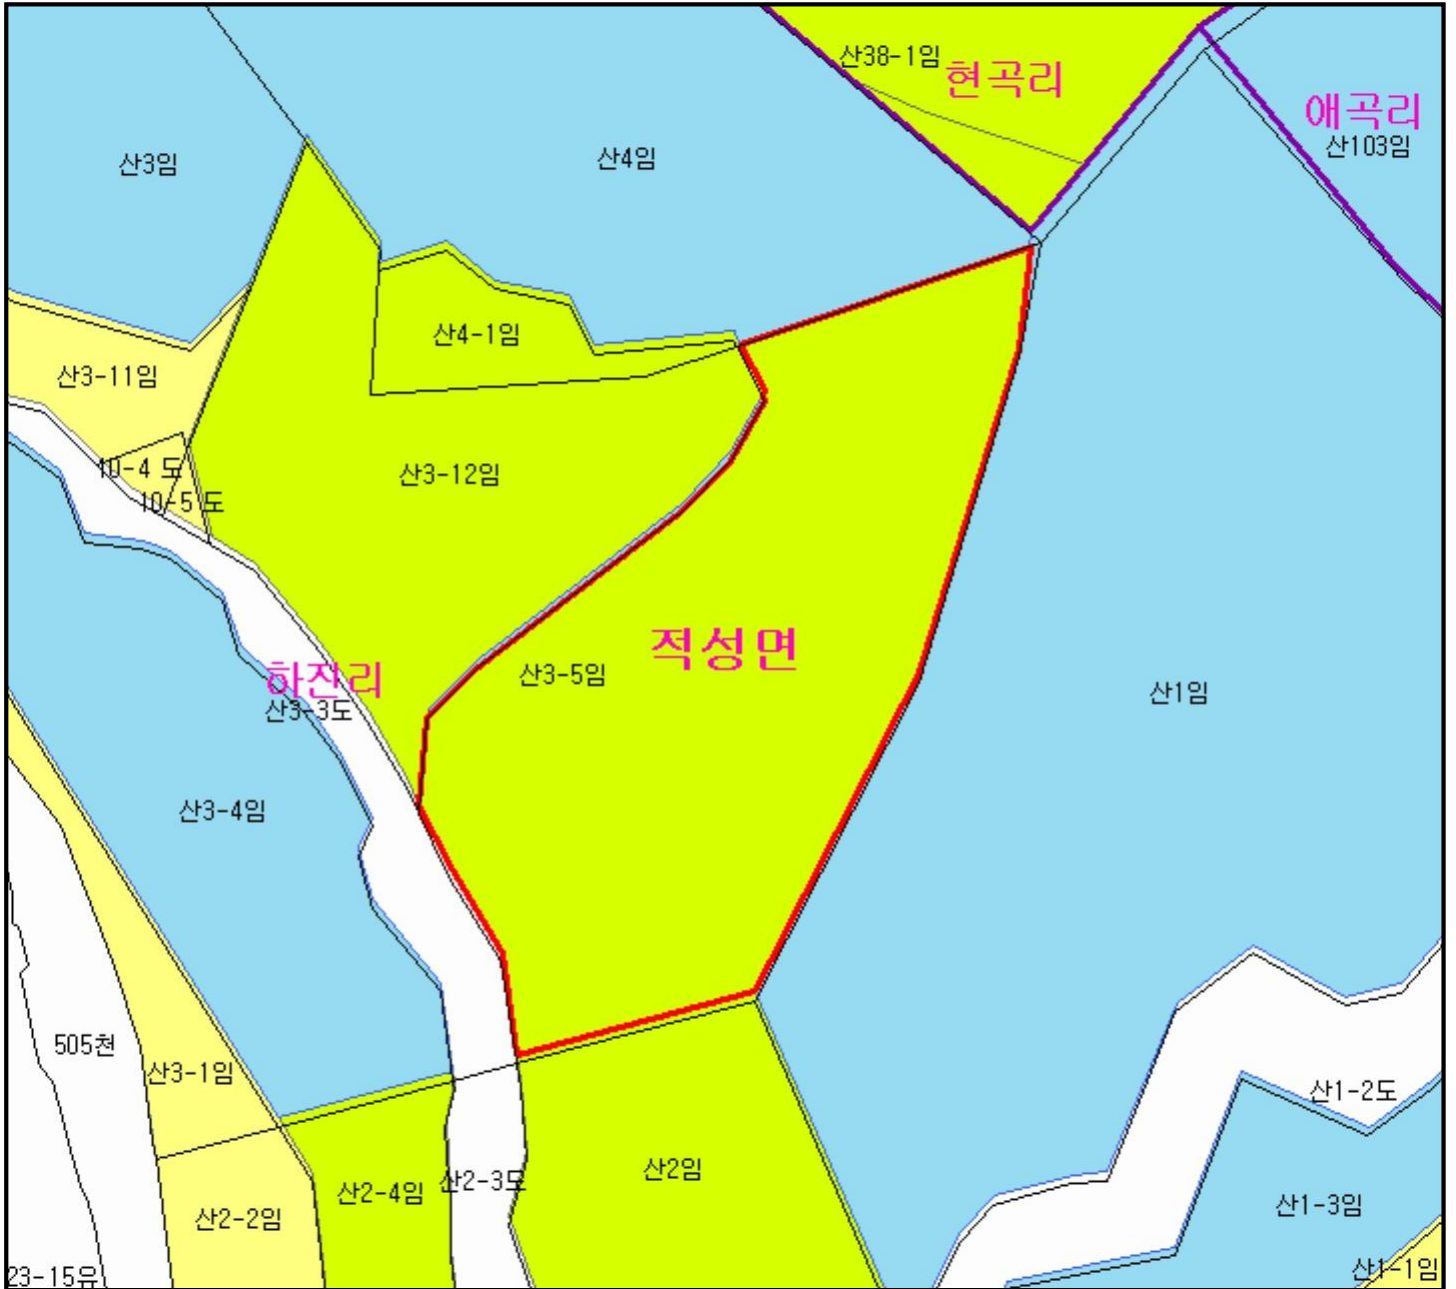 산38-1임
현곡리
애곡리
산103임
산3임
산4임
산4-1임
산3-11임
10-4 도
10-5 도
산3-12임
적성면
산3-5임
하진리
산3-3도
산1임
산3-4임
505천
산3-1임
산1-2도
산2-4임
산2-3도
산2임
산2-2임
산1-3임
23-15유
산1-1임